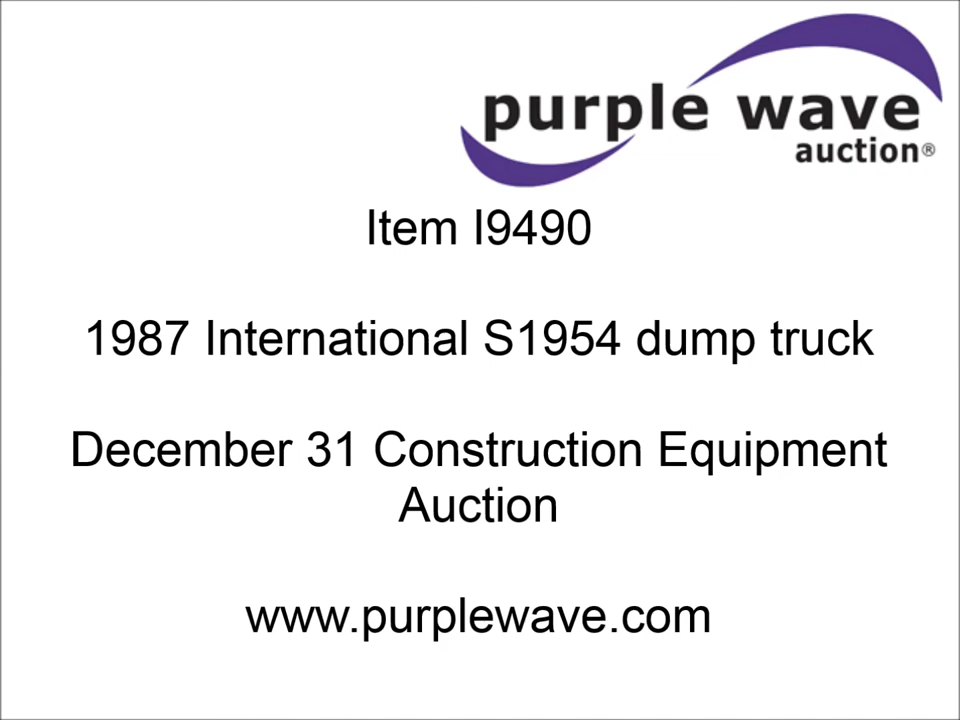 purple wave
auction®
Item I9490
1987 International S1954 dump truck
December 31 Construction Equipment
Auction
www.purplewave.com